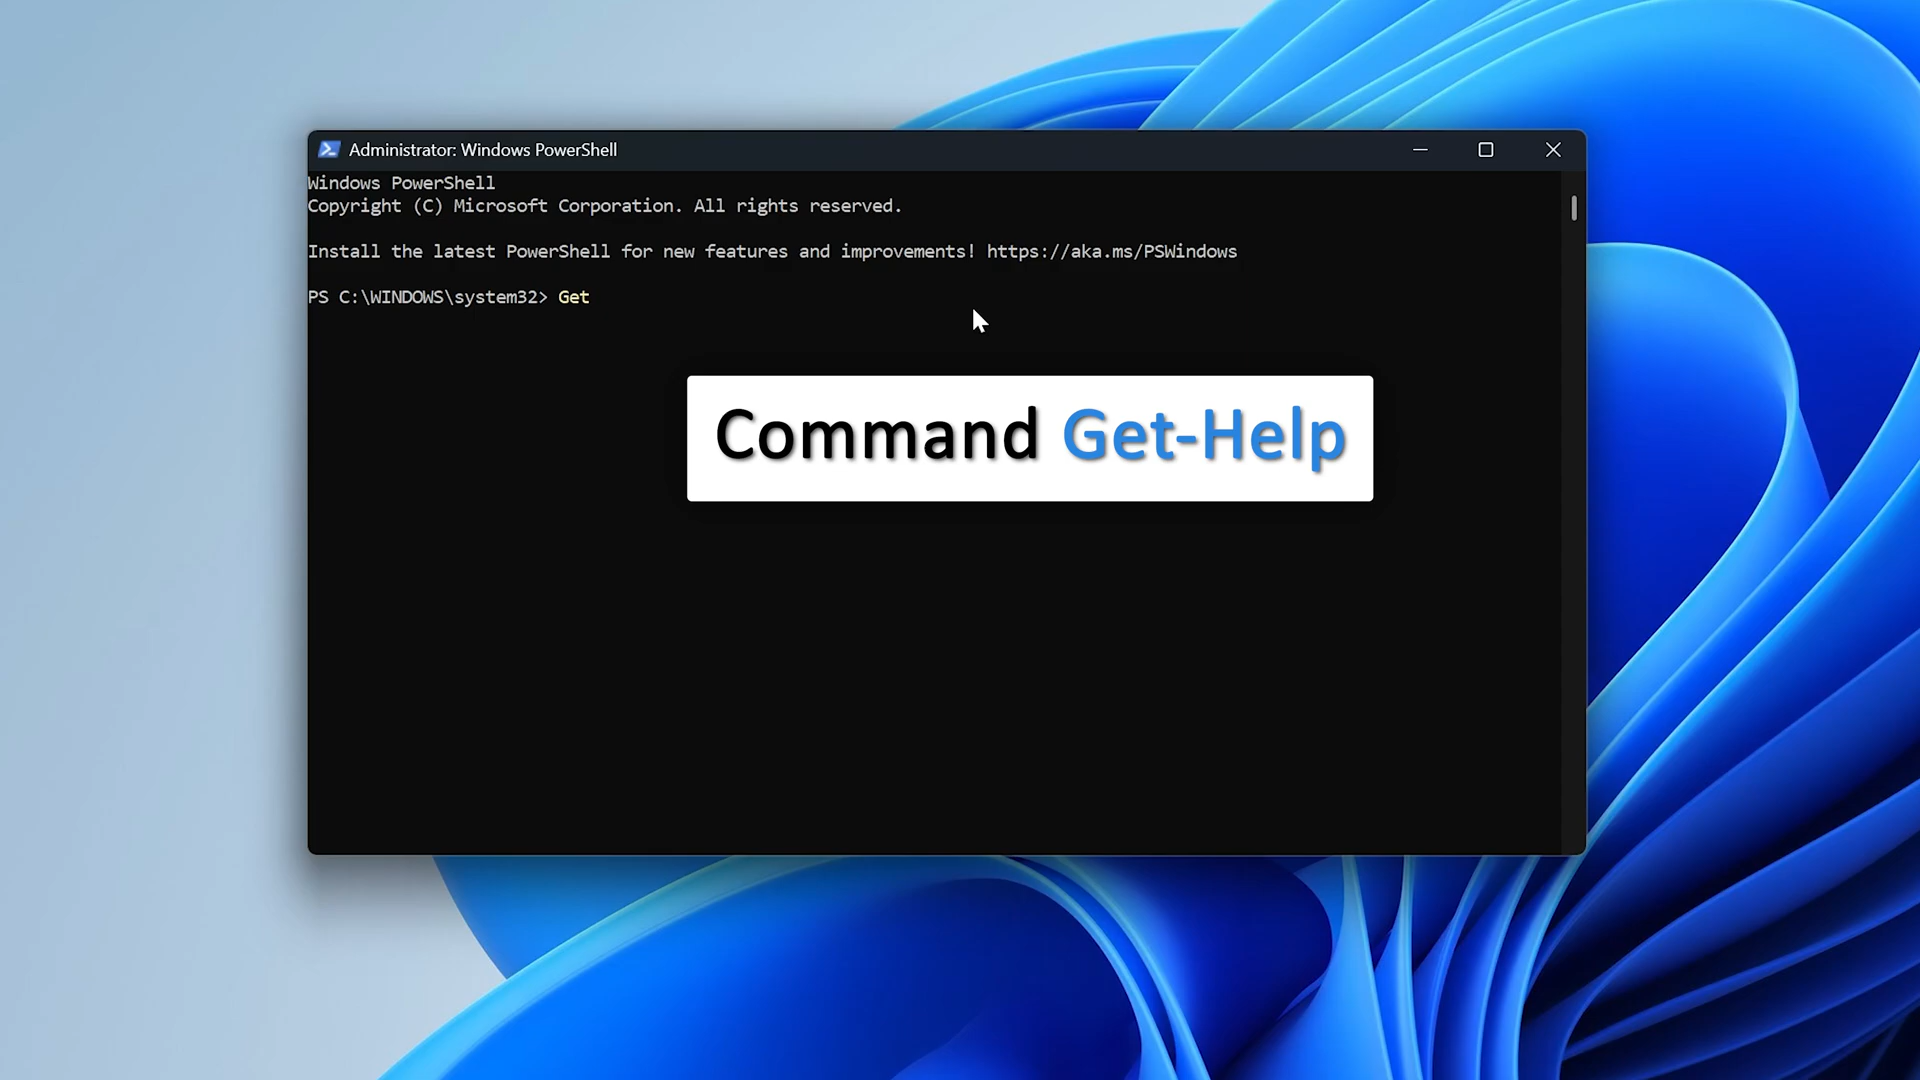 Administrator: Windows PowerShell
Windows PowerShell
Copyright (C) Microsoft Corporation. All rights reserved.
Install the latest PowerShell for new features and improvements! https://aka.ms/PSWindows
PS C:\WINDOWS\system32> Get
Command Get-Help